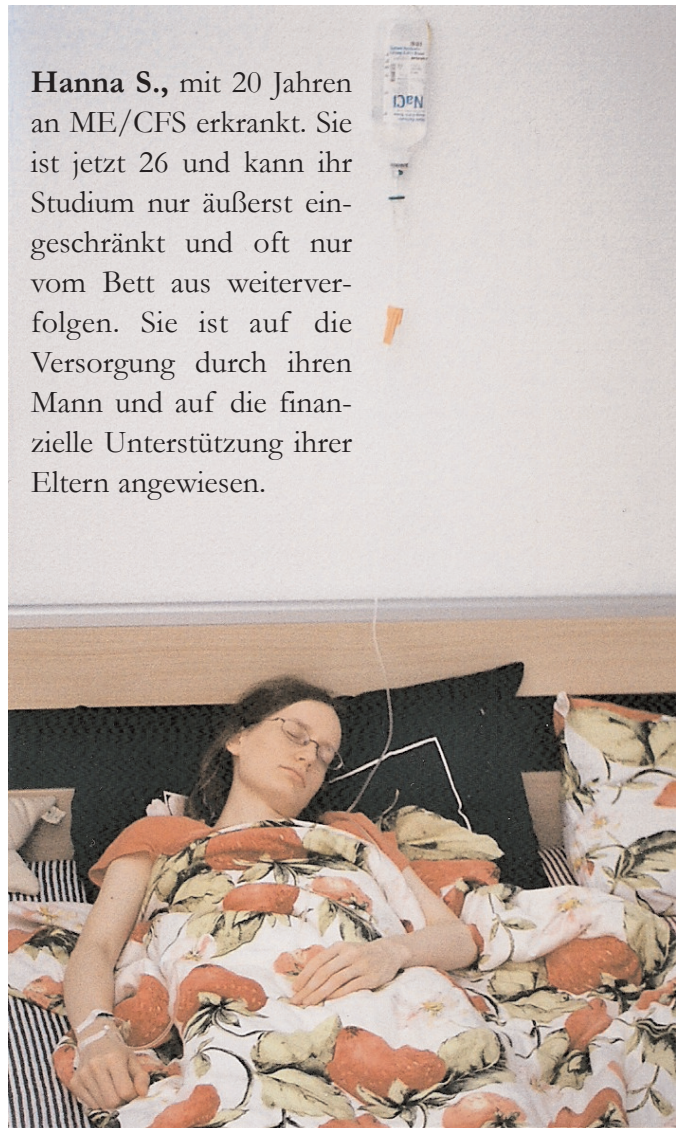 Hanna S., mit 20 Jahren
an ME/CFS erkrankt. Sie
ist jetzt 26 und kann ihr
Studium nur äußerst ein-
geschränkt und oft nur
vom Bett aus weiterver-
folgen. Sie ist auf die
Versorgung durch ihren
Mann und auf die finan-
zielle Unterstützung ihrer
Eltern angewiesen.
NaCl